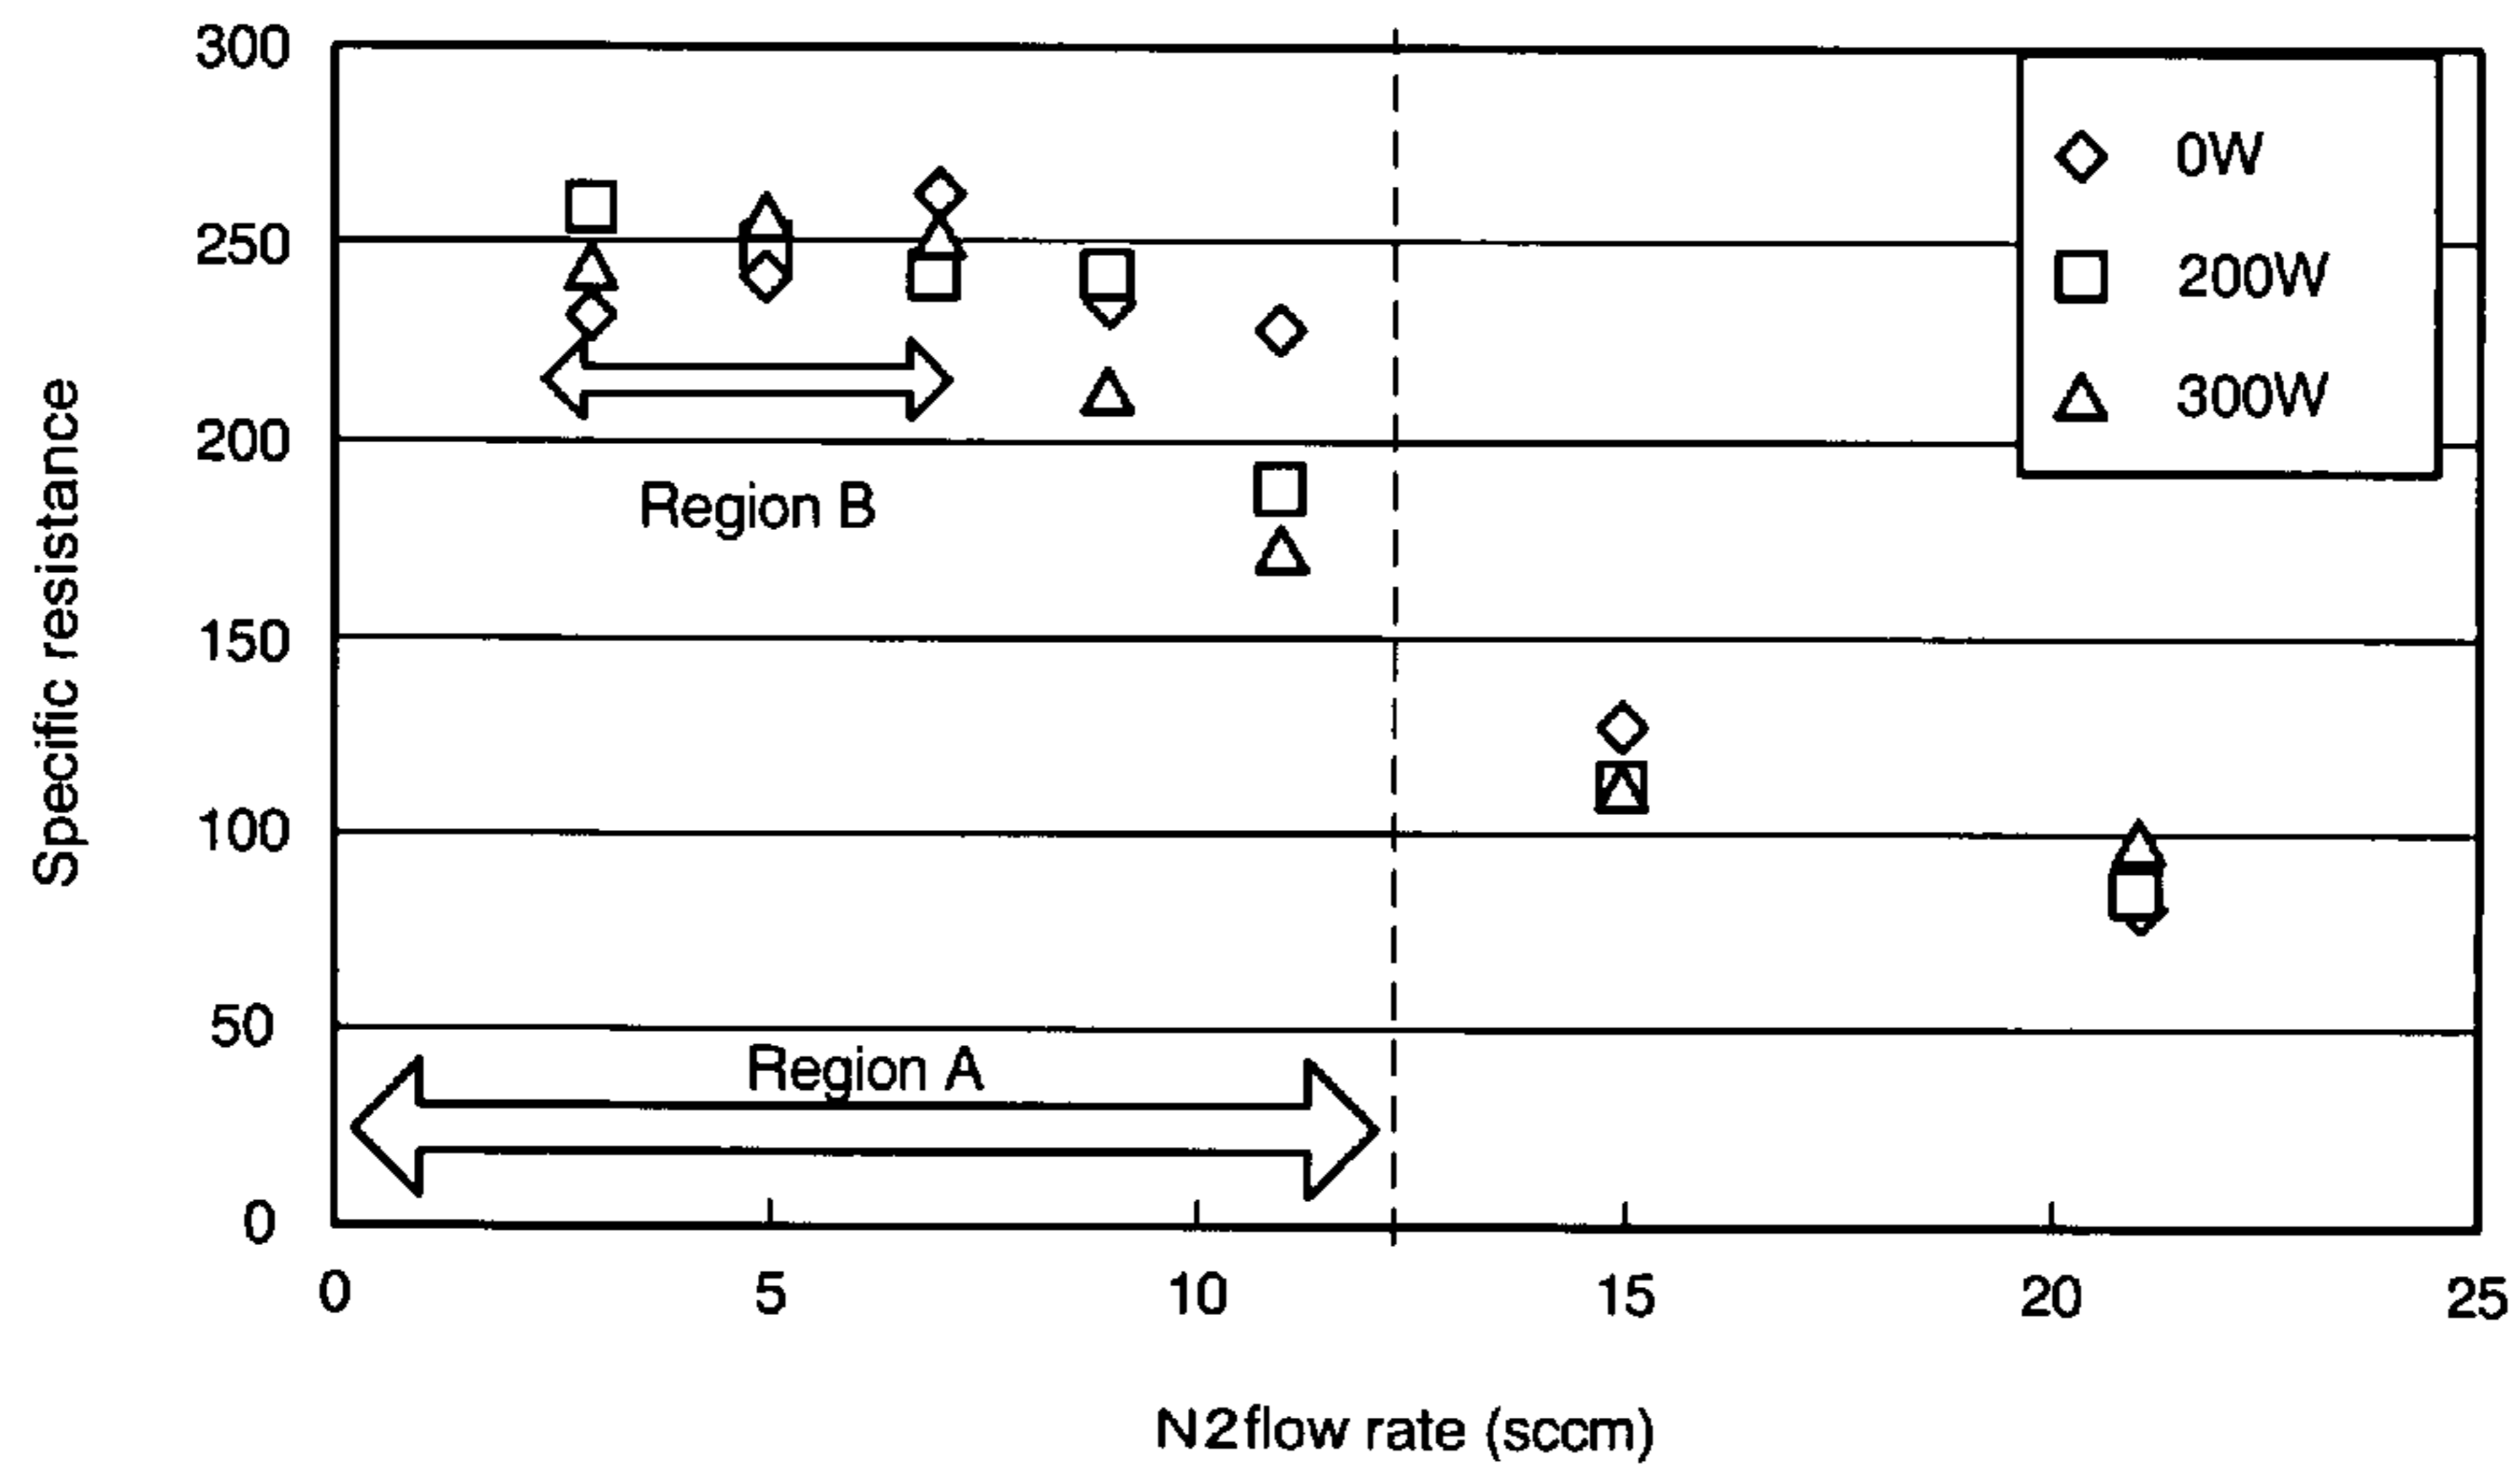 300
250
200
150
100
50
0
Specific resistance
0W
200W
300W
Region B
Region A
0 5 10 15 20 25
N2flow rate (sccm)